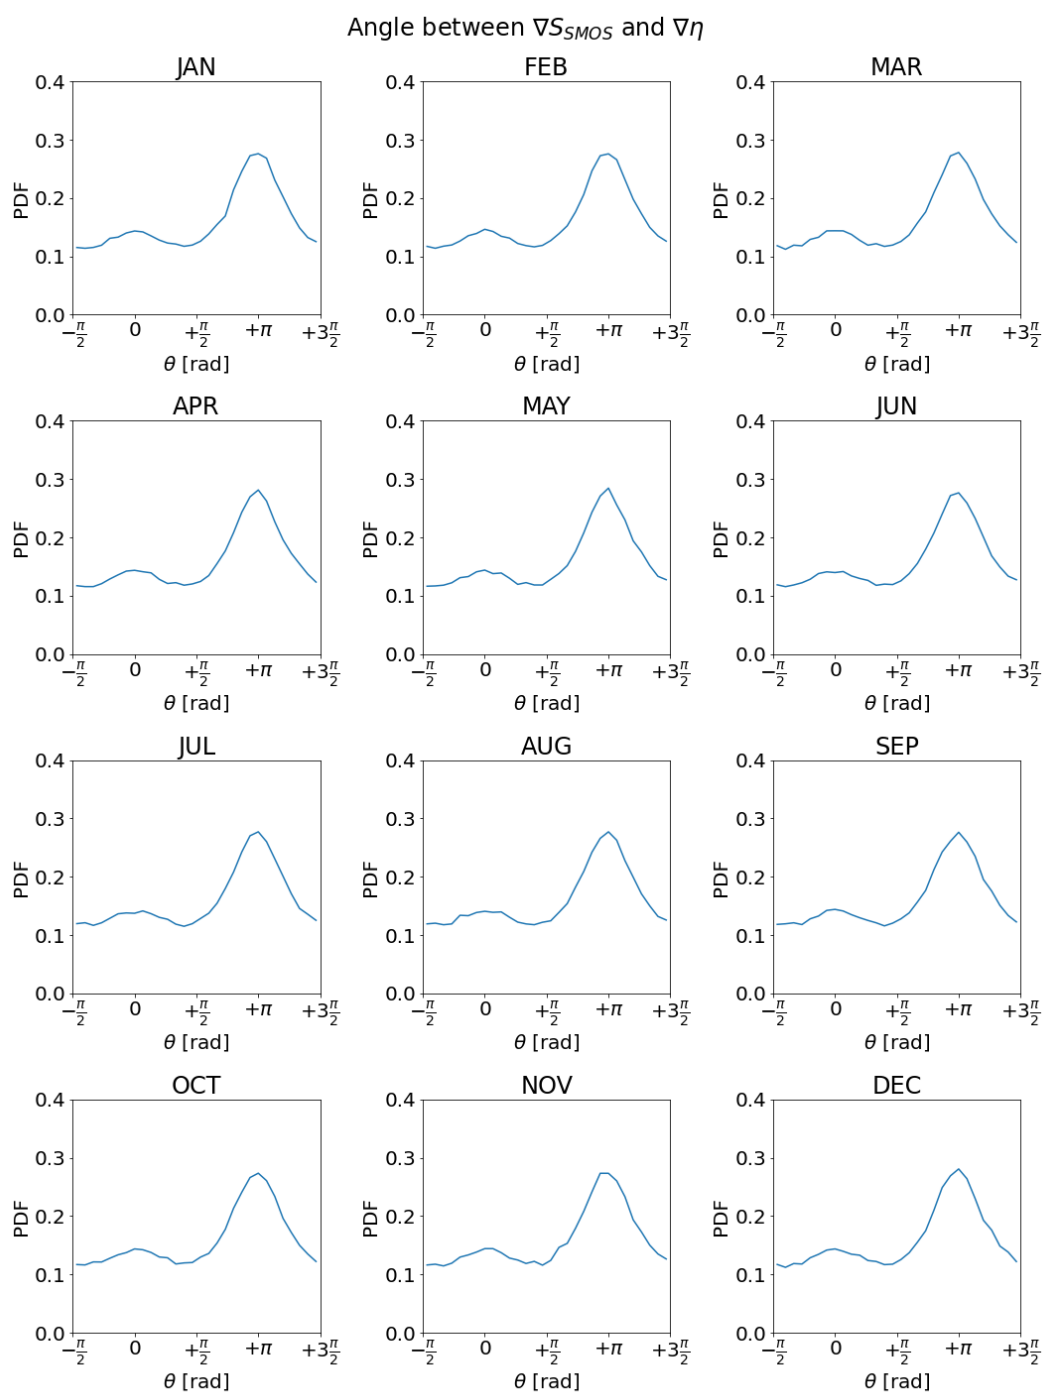 Angle between ∇S_SMOS and ∇η
JAN FEB MAR
0.4 0.4 0.4
0.3 0.3 0.3
PDF PDF PDF
0.2 0.2 0.2
0.1 0.1 0.1
0.0 0.0 0.0
−π/2 0 +π/2 +π +3π/2 −π/2 0 +π/2 +π +3π/2 −π/2 0 +π/2 +π +3π/2
θ [rad] θ [rad] θ [rad]
APR MAY JUN
0.4 0.4 0.4
0.3 0.3 0.3
PDF PDF PDF
0.2 0.2 0.2
0.1 0.1 0.1
0.0 0.0 0.0
−π/2 0 +π/2 +π +3π/2 −π/2 0 +π/2 +π +3π/2 −π/2 0 +π/2 +π +3π/2
θ [rad] θ [rad] θ [rad]
JUL AUG SEP
0.4 0.4 0.4
0.3 0.3 0.3
PDF PDF PDF
0.2 0.2 0.2
0.1 0.1 0.1
0.0 0.0 0.0
−π/2 0 +π/2 +π +3π/2 −π/2 0 +π/2 +π +3π/2 −π/2 0 +π/2 +π +3π/2
θ [rad] θ [rad] θ [rad]
OCT NOV DEC
0.4 0.4 0.4
0.3 0.3 0.3
PDF PDF PDF
0.2 0.2 0.2
0.1 0.1 0.1
0.0 0.0 0.0
−π/2 0 +π/2 +π +3π/2 −π/2 0 +π/2 +π +3π/2 −π/2 0 +π/2 +π +3π/2
θ [rad] θ [rad] θ [rad]